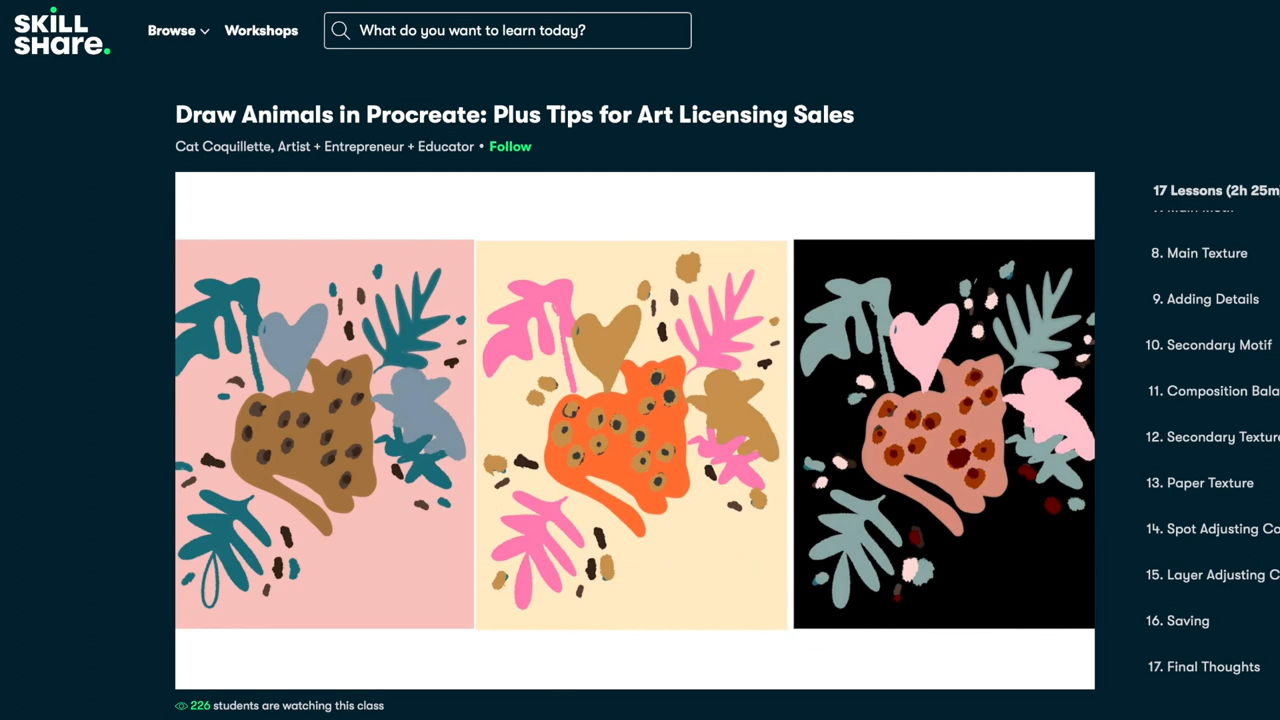 SKILL
SHare.
Browse
Workshops
What do you want to learn today?
Draw Animals in Procreate: Plus Tips for Art Licensing Sales
Cat Coquillette, Artist + Entrepreneur + Educator • Follow
17 Lessons (2h 25m
8. Main Texture
9. Adding Details
10. Secondary Motif
11. Composition Bala
12. Secondary Texture
13. Paper Texture
14. Spot Adjusting Co
15. Layer Adjusting C
16. Saving
17. Final Thoughts
226 students are watching this class